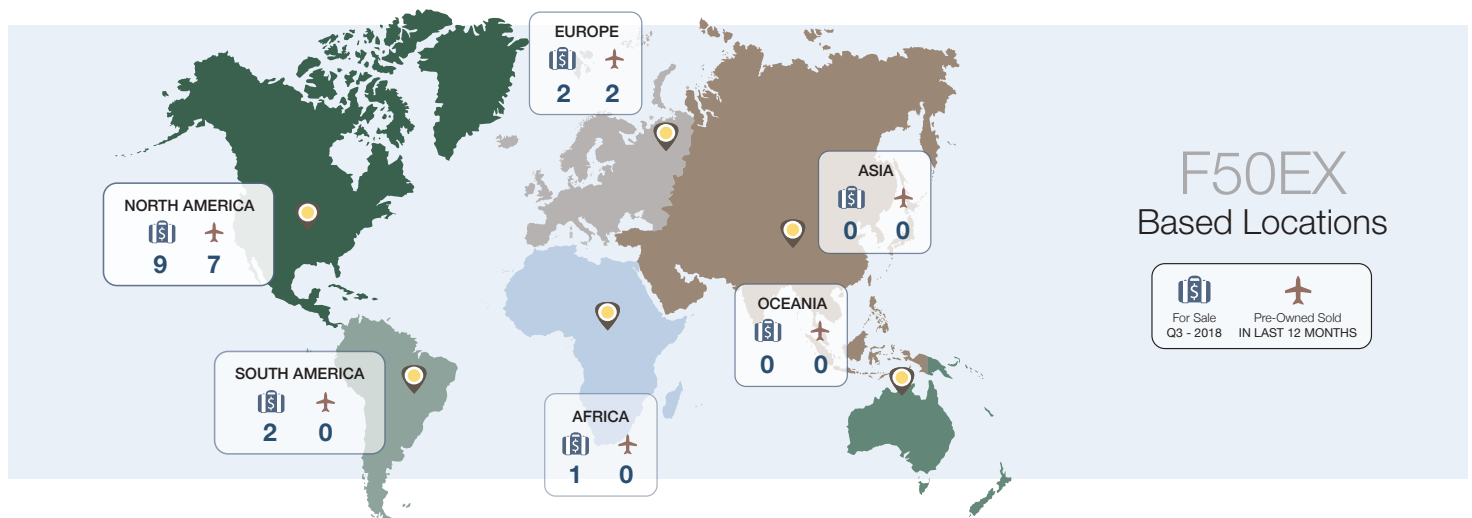 EUROPE
$
2 2
NORTH AMERICA
$
9 7
ASIA
$
0 0
OCEANIA
$
0 0
SOUTH AMERICA
$
2 0
AFRICA
$
1 0
F50EX
Based Locations
$
For Sale Pre-Owned Sold
Q3 - 2018 IN LAST 12 MONTHS